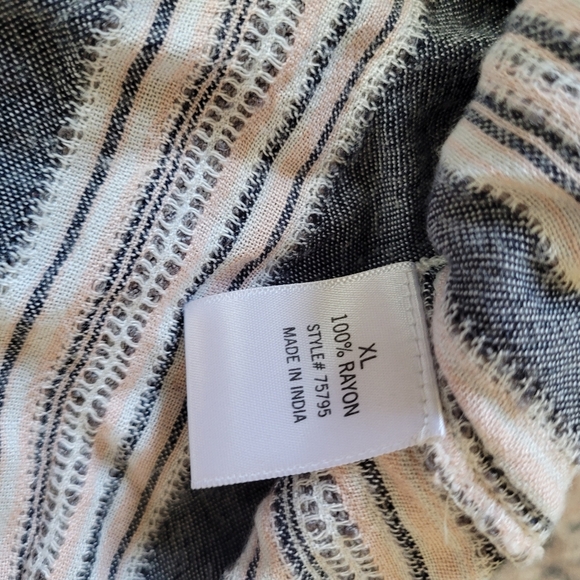 XL
100% RAYON
STYLE# 75795
MADE IN INDIA